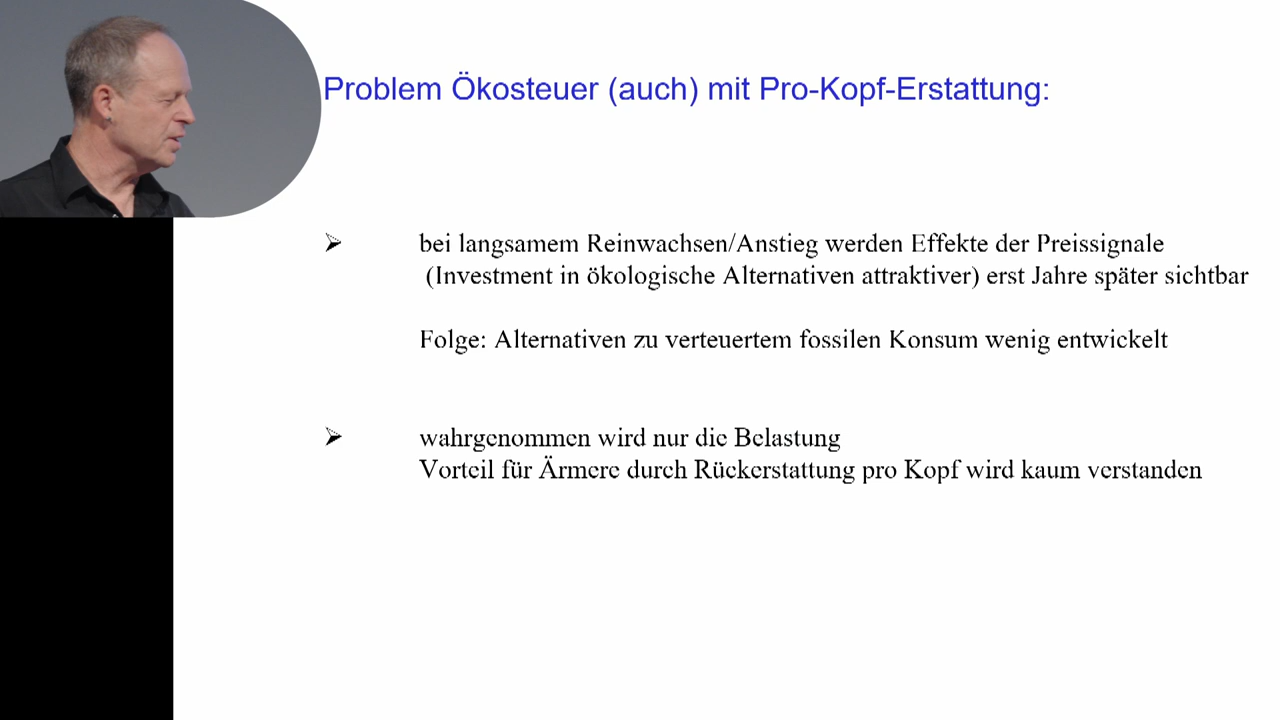 Problem Ökosteuer (auch) mit Pro-Kopf-Erstattung:
bei langsamem Reinwachsen/Anstieg werden Effekte der Preissignale
(Investment in ökologische Alternativen attraktiver) erst Jahre später sichtbar
Folge: Alternativen zu verteuertem fossilen Konsum wenig entwickelt
wahrgenommen wird nur die Belastung
Vorteil für Ärmere durch Rückerstattung pro Kopf wird kaum verstanden